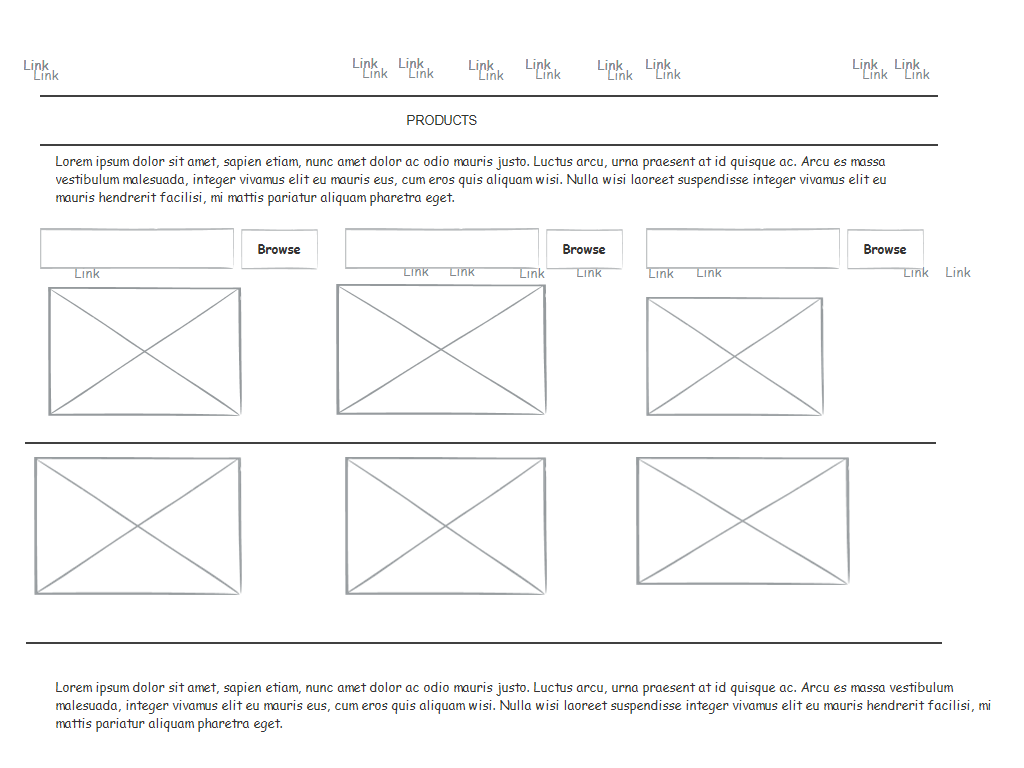 Link Link Link Link Link Link Link Link Link
Link Link Link Link Link Link Link Link Link
PRODUCTS
Lorem ipsum dolor sit amet, sapien etiam, nunc amet dolor ac odio mauris justo. Luctus arcu, urna praesent at id quisque ac. Arcu es massa
vestibulum malesuada, integer vivamus elit eu mauris eus, cum eros quis aliquam wisi. Nulla wisi laoreet suspendisse integer vivamus elit eu
mauris hendrerit facilisi, mi mattis pariatur aliquam pharetra eget.
Browse Browse Browse
Link Link Link Link Link Link Link Link Link
Lorem ipsum dolor sit amet, sapien etiam, nunc amet dolor ac odio mauris justo. Luctus arcu, urna praesent at id quisque ac. Arcu es massa vestibulum
malesuada, integer vivamus elit eu mauris eus, cum eros quis aliquam wisi. Nulla wisi laoreet suspendisse integer vivamus elit eu mauris hendrerit facilisi, mi
mattis pariatur aliquam pharetra eget.